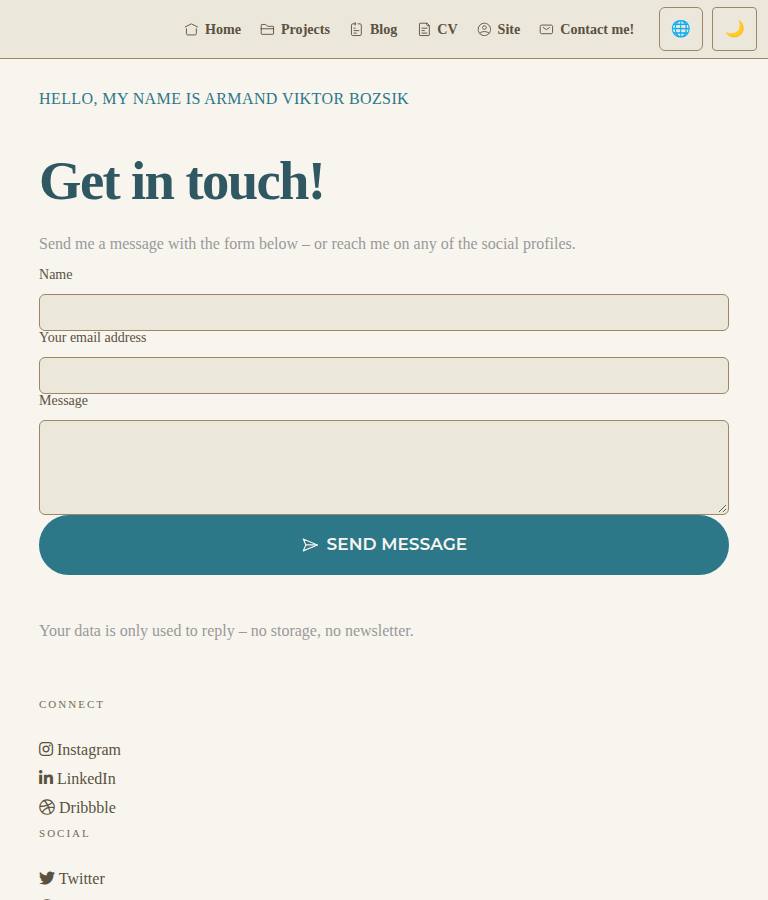 Home Projects Blog CV Site Contact me!
HELLO, MY NAME IS ARMAND VIKTOR BOZSIK
Get in touch!
Send me a message with the form below – or reach me on any of the social profiles.
Name
Your email address
Message
SEND MESSAGE
Your data is only used to reply – no storage, no newsletter.
CONNECT
Instagram
LinkedIn
Dribbble
SOCIAL
Twitter